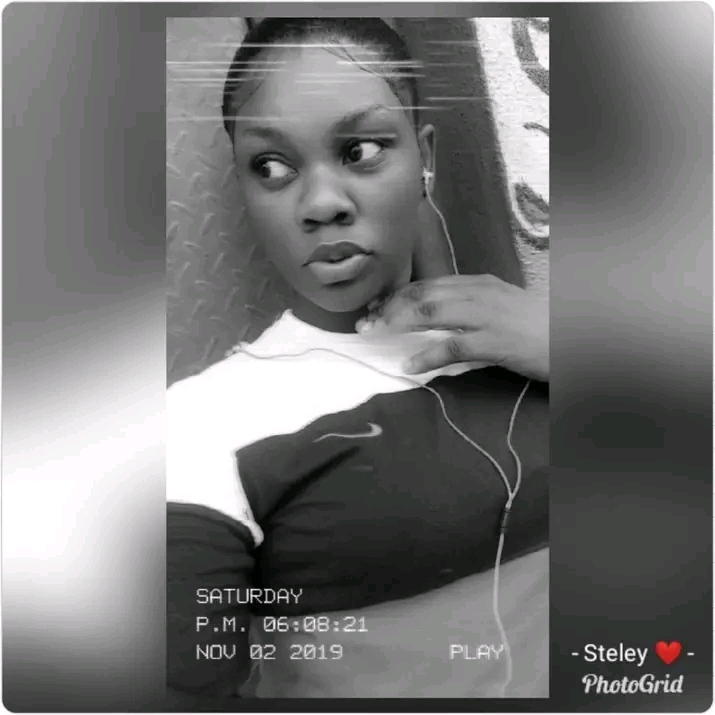 SATURDAY
P.M. 06:08:21
NOV 02 2019 PLAY
- Steley ❤️ -
PhotoGrid